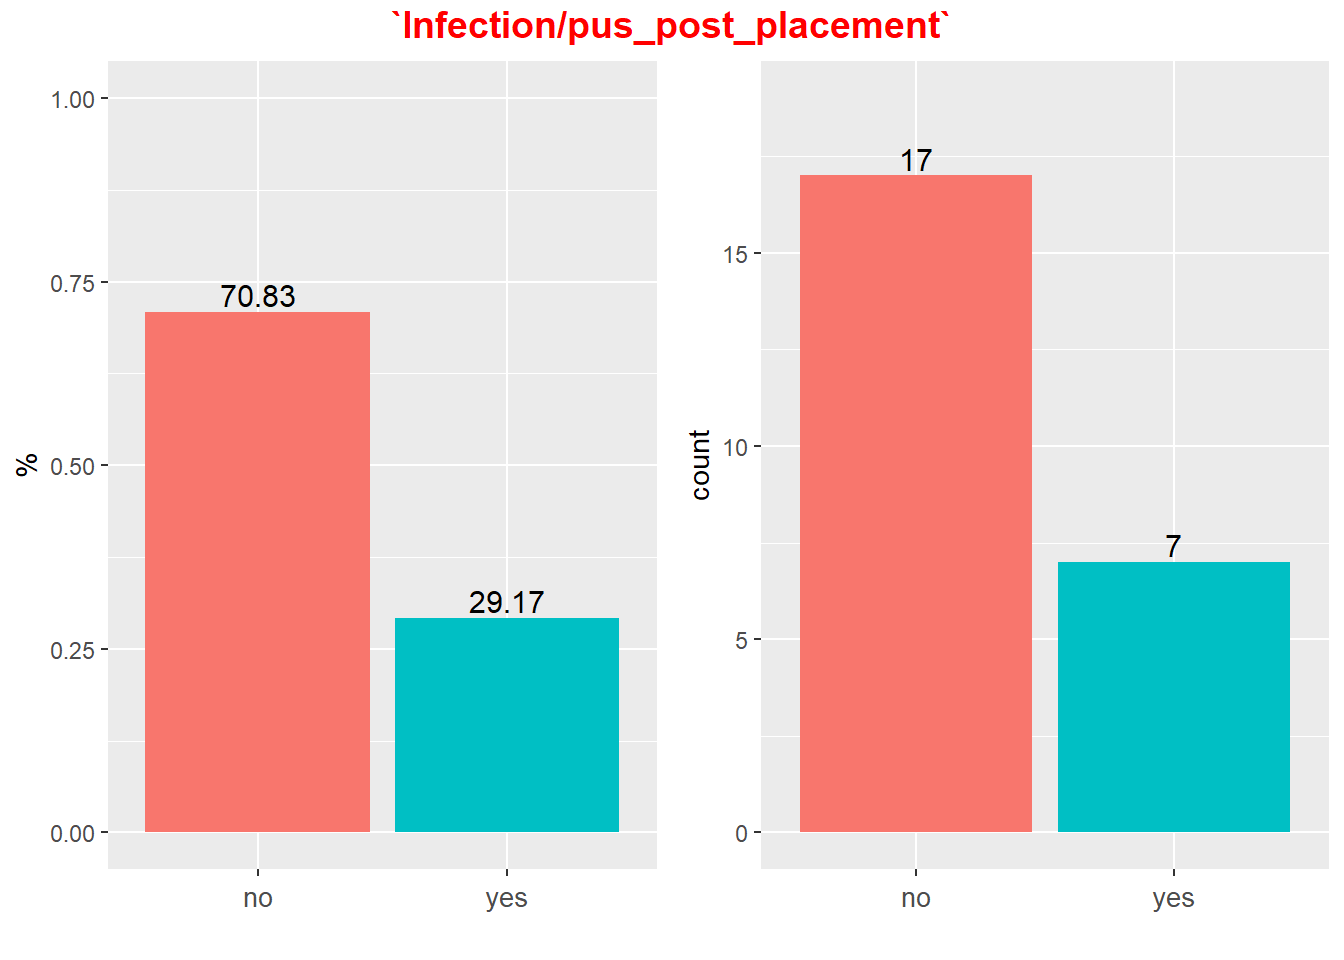 `Infection/pus_post_placement`
%
1.00
0.75
0.50
0.25
0.00
70.83
29.17
no
yes
count
15
10
5
0
17
7
no
yes